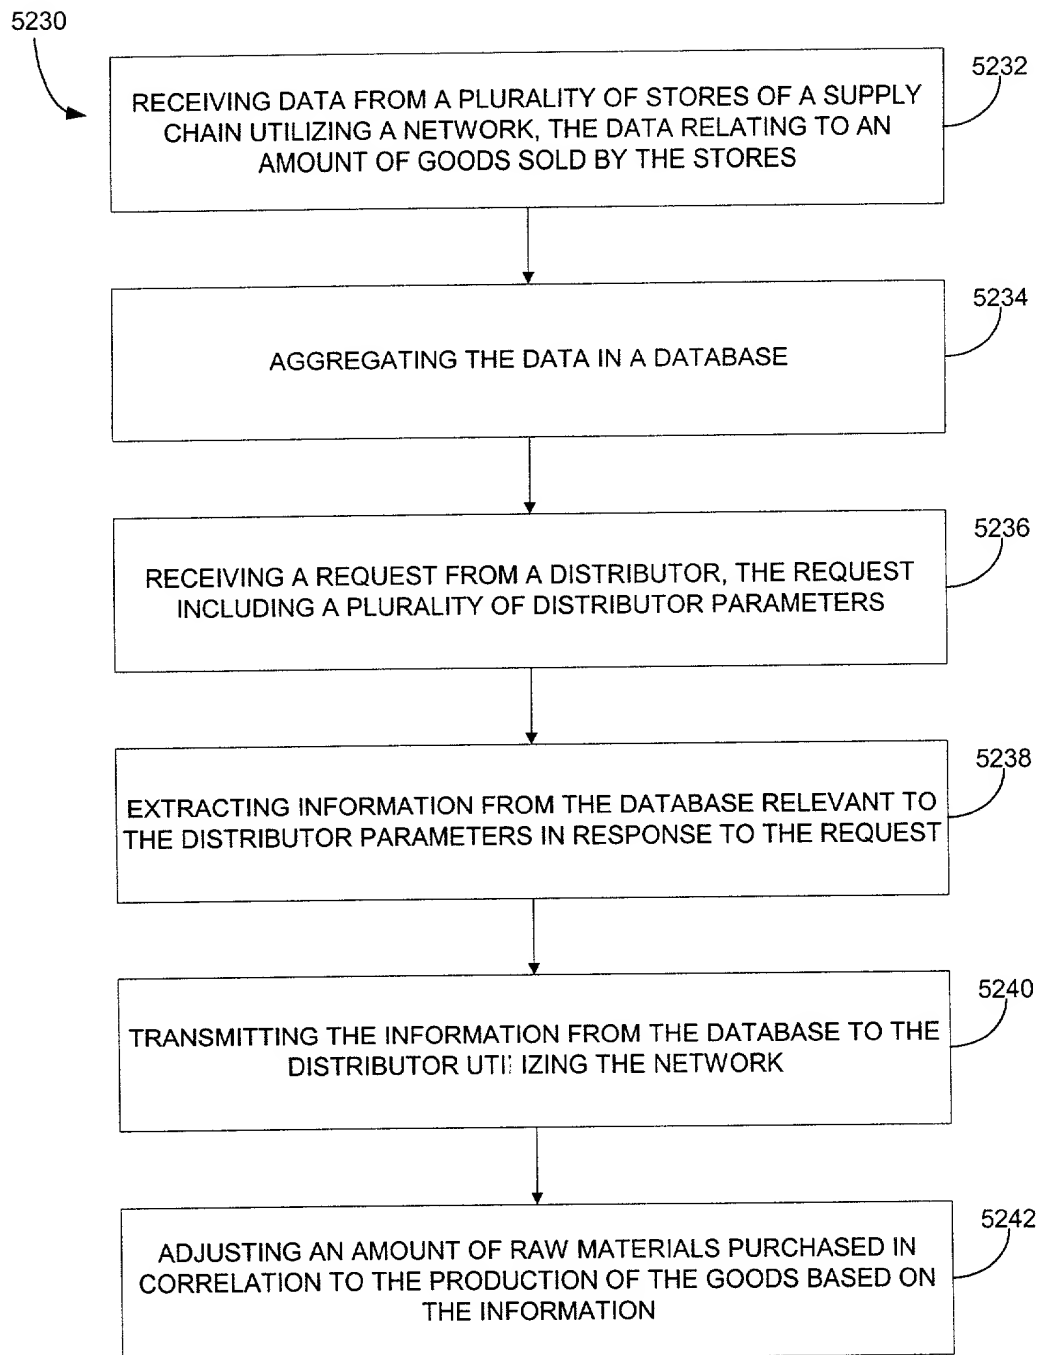 5230
5232
RECEIVING DATA FROM A PLURALITY OF STORES OF A SUPPLY
CHAIN UTILIZING A NETWORK, THE DATA RELATING TO AN
AMOUNT OF GOODS SOLD BY THE STORES
5234
AGGREGATING THE DATA IN A DATABASE
5236
RECEIVING A REQUEST FROM A DISTRIBUTOR, THE REQUEST
INCLUDING A PLURALITY OF DISTRIBUTOR PARAMETERS
5238
EXTRACTING INFORMATION FROM THE DATABASE RELEVANT TO
THE DISTRIBUTOR PARAMETERS IN RESPONSE TO THE REQUEST
5240
TRANSMITTING THE INFORMATION FROM THE DATABASE TO THE
DISTRIBUTOR UTILIZING THE NETWORK
5242
ADJUSTING AN AMOUNT OF RAW MATERIALS PURCHASED IN
CORRELATION TO THE PRODUCTION OF THE GOODS BASED ON
THE INFORMATION